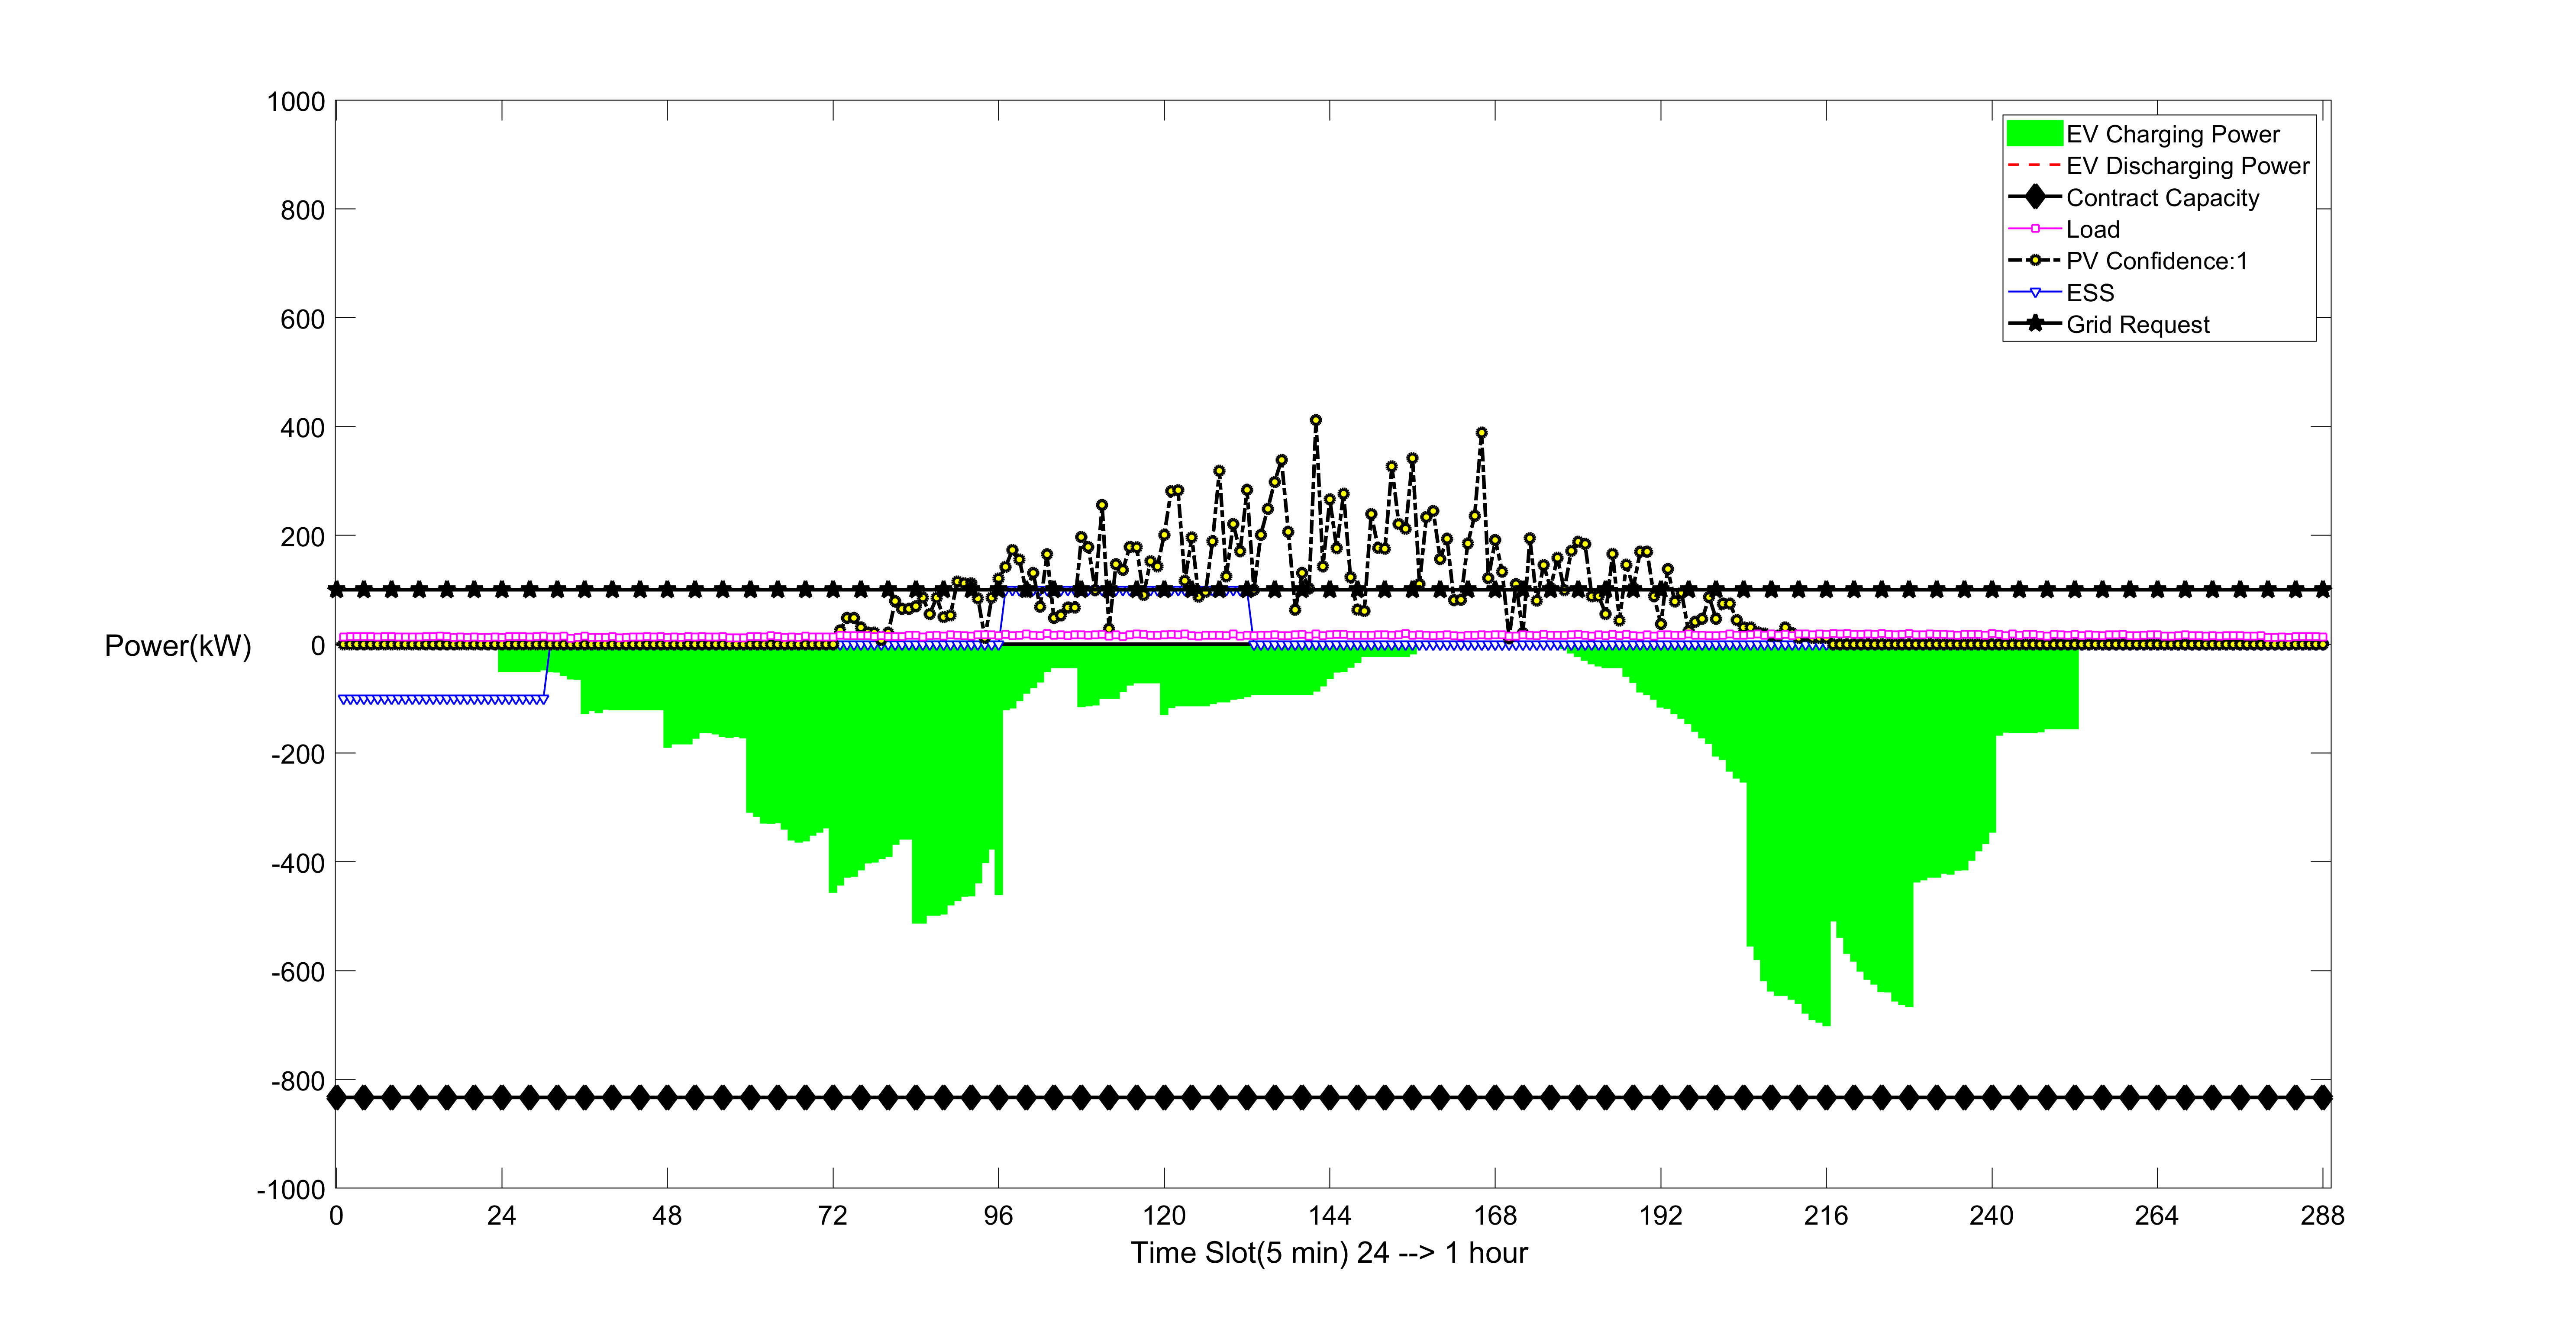 1000
800
600
400
200
0
-200
-400
-600
-800
-1000
Power(kW)
EV Charging Power
EV Discharging Power
Contract Capacity
Load
PV Confidence:1
ESS
Grid Request
0 24 48 72 96 120 144 168 192 216 240 264 288
Time Slot(5 min) 24 --> 1 hour